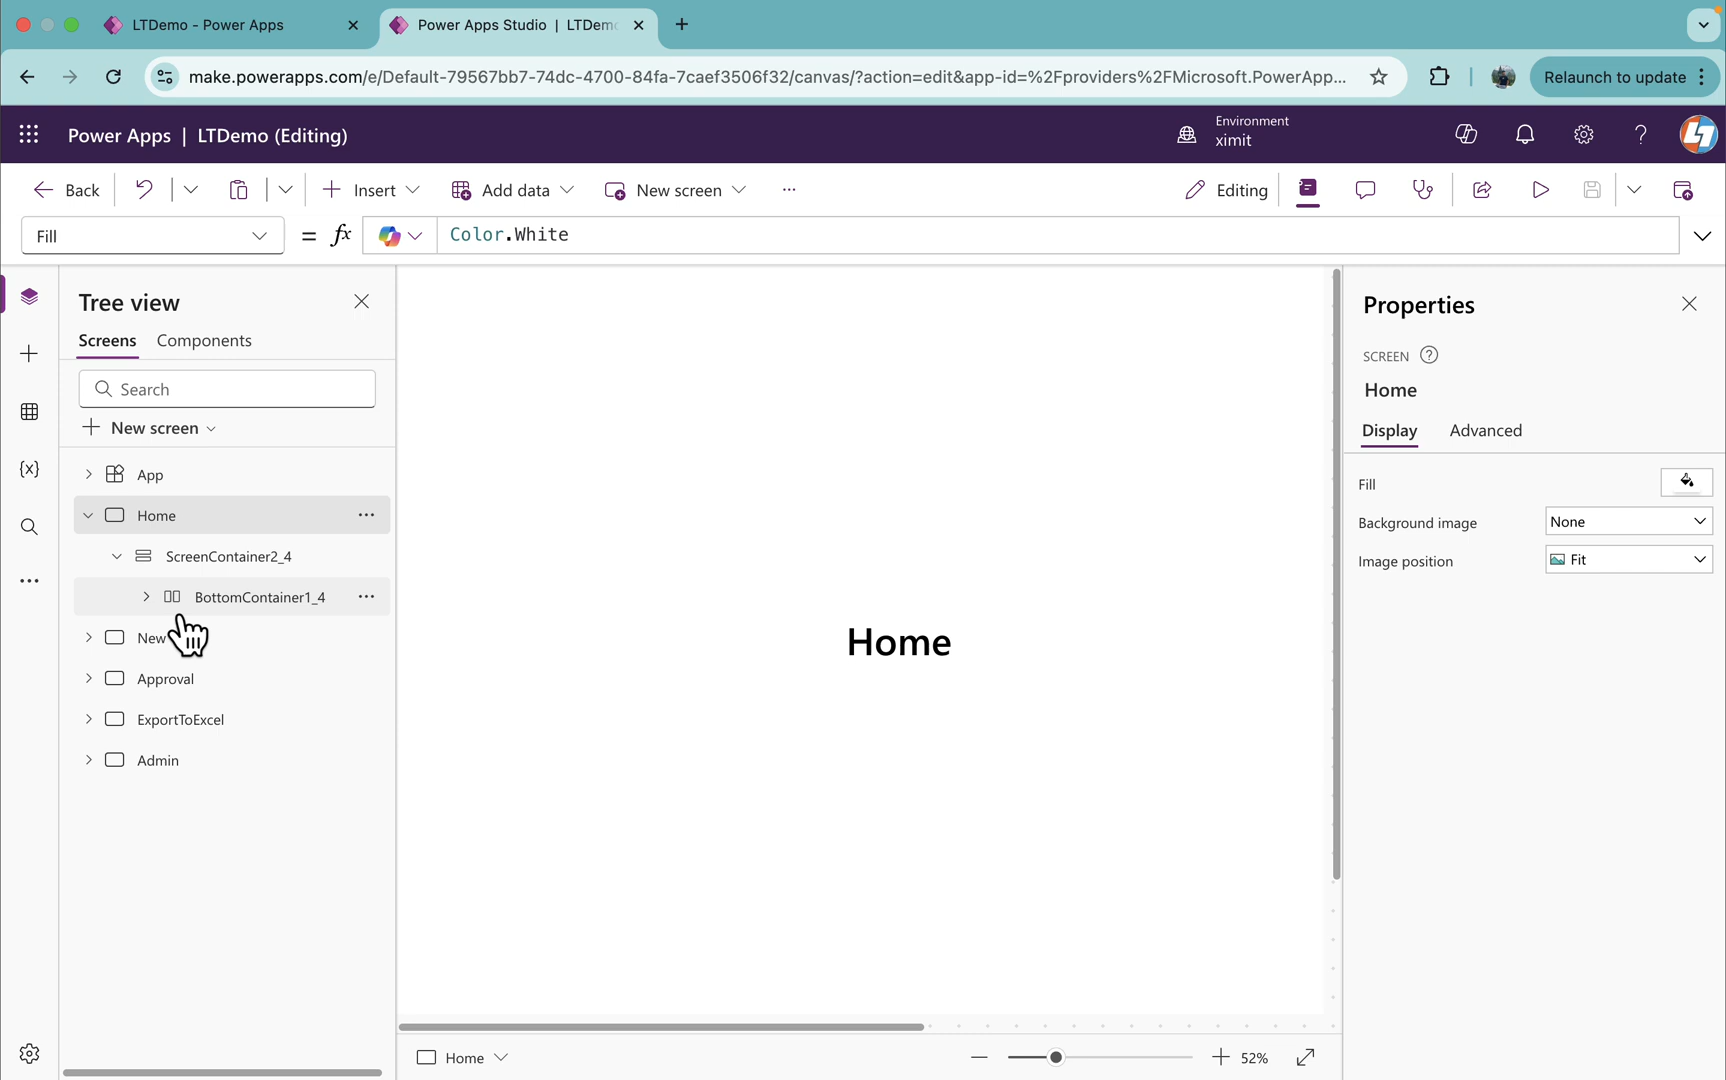 LTDemo - Power Apps
Power Apps Studio | LTDem
make.powerapps.com/e/Default-79567bb7-74dc-4700-84fa-7caef3506f32/canvas/?action=edit&app-id=%2Fproviders%2FMicrosoft.PowerApp...
Relaunch to update
Power Apps | LTDemo (Editing)
Environment
ximit
Back
Insert
Add data
New screen
Editing
Fill
=
fx
Color.White
Tree view
Screens
Components
Search
New screen
App
Home
ScreenContainer2_4
BottomContainer1_4
New
Approval
ExportToExcel
Admin
Home
Properties
SCREEN
Home
Display
Advanced
Fill
Background image
None
Image position
Fit
Home
52%